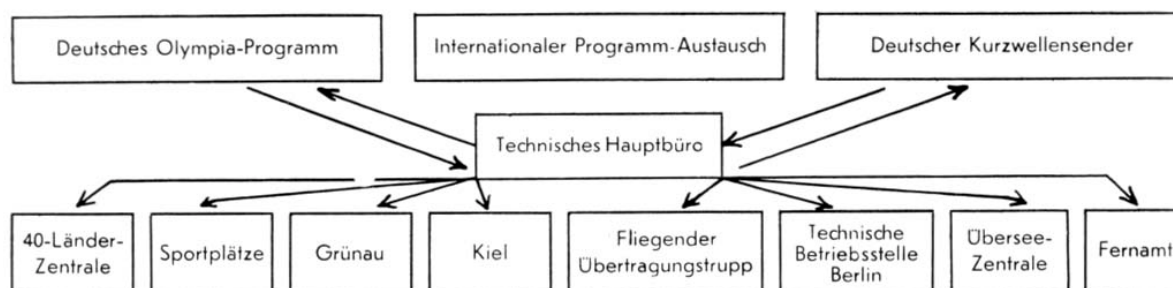 Deutsches Olympia-Programm
Internationaler Programm-Austausch
Deutscher Kurzwellensender
Technisches Hauptbüro
40-Länder-
Zentrale
Sportplätze
Grünau
Kiel
Fliegender
Übertragungstrupp
Technische
Betriebsstelle
Berlin
Übersee-
Zentrale
Fernamt